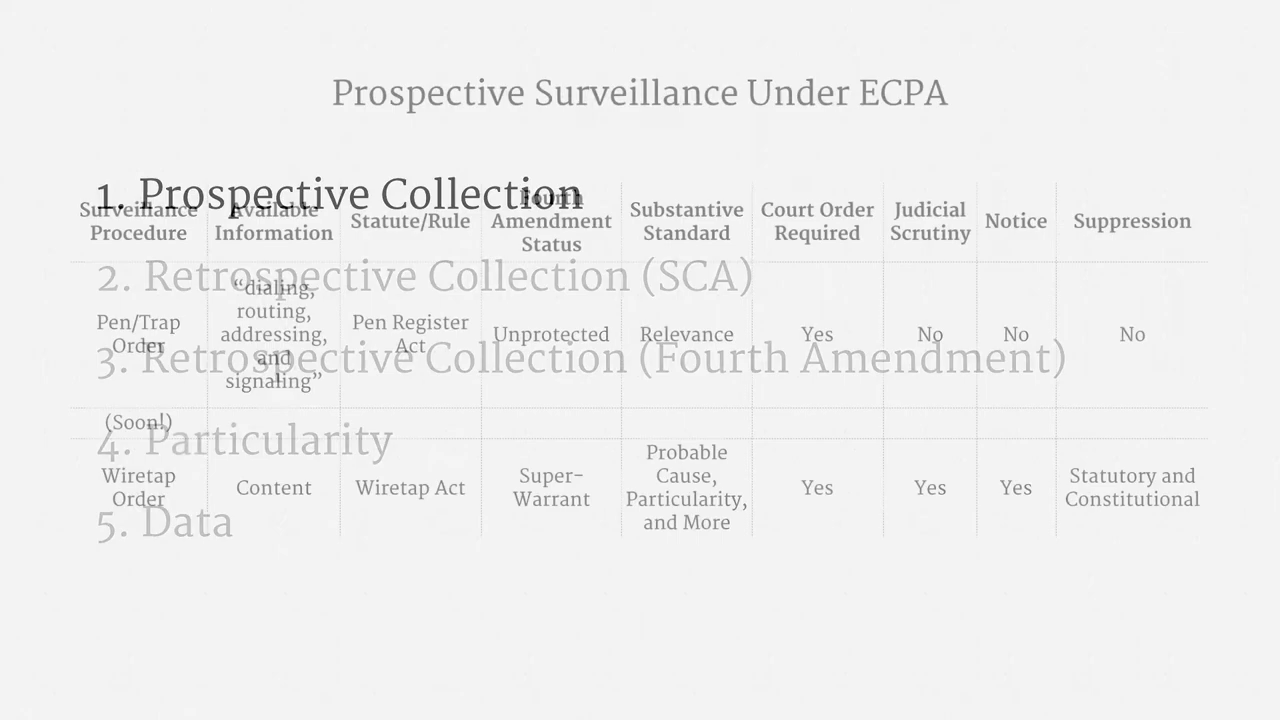 Prospective Surveillance Under ECPA
1. Prospective Collection
2. Retrospective Collection (SCA)
3. Retrospective Collection (Fourth Amendment)
4. Particularity
5. Data
Surveillance Procedure
Available Information
Statute/Rule
Fourth Amendment Status
Substantive Standard
Court Order Required
Judicial Scrutiny
Notice
Suppression
Pen/Trap Order
“dialing, routing, addressing, and signaling”
Pen Register Act
Unprotected
Relevance
Yes
No
No
No
(Soon!)
Wiretap Order
Content
Wiretap Act
Super-Warrant
Probable Cause, Particularity, and More
Yes
Yes
Yes
Statutory and Constitutional